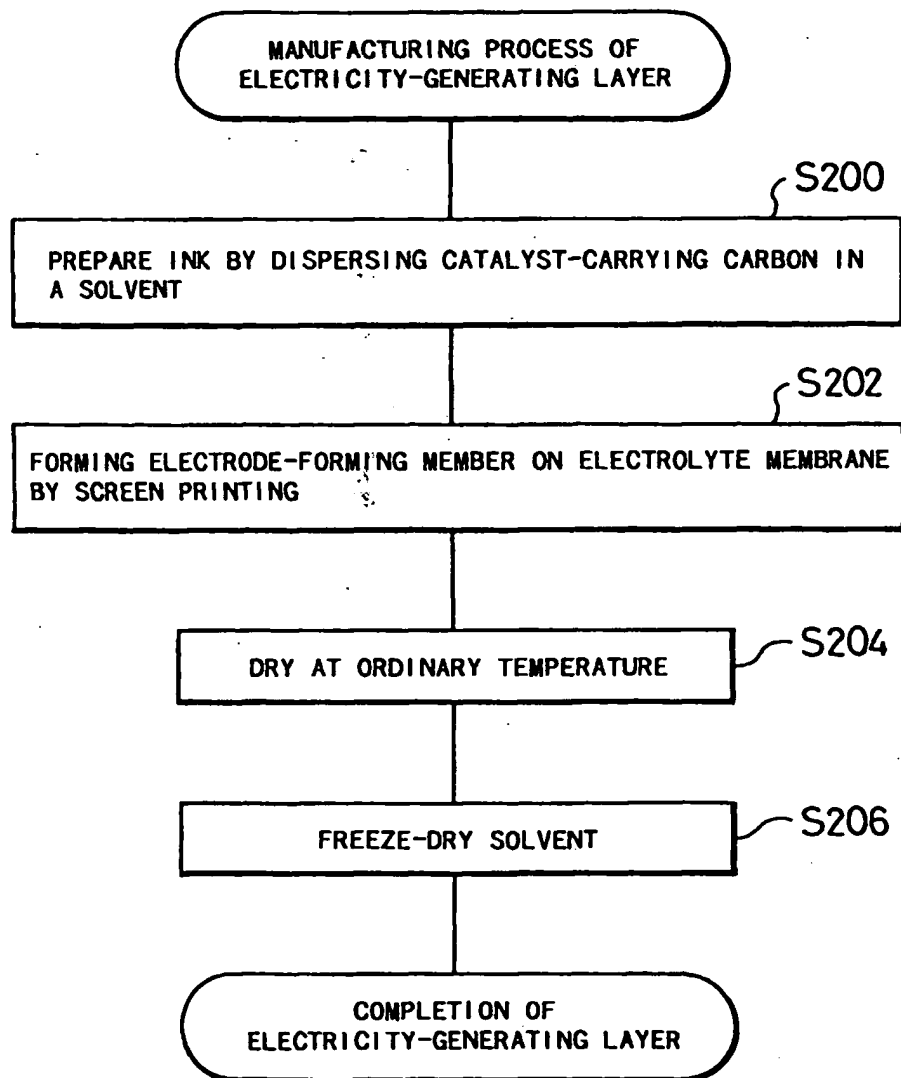 MANUFACTURING PROCESS OF
ELECTRICITY-GENERATING LAYER
S200
PREPARE INK BY DISPERSING CATALYST-CARRYING CARBON IN
A SOLVENT
S202
FORMING ELECTRODE-FORMING MEMBER ON ELECTROLYTE MEMBRANE
BY SCREEN PRINTING
S204
DRY AT ORDINARY TEMPERATURE
S206
FREEZE-DRY SOLVENT
COMPLETION OF
ELECTRICITY-GENERATING LAYER